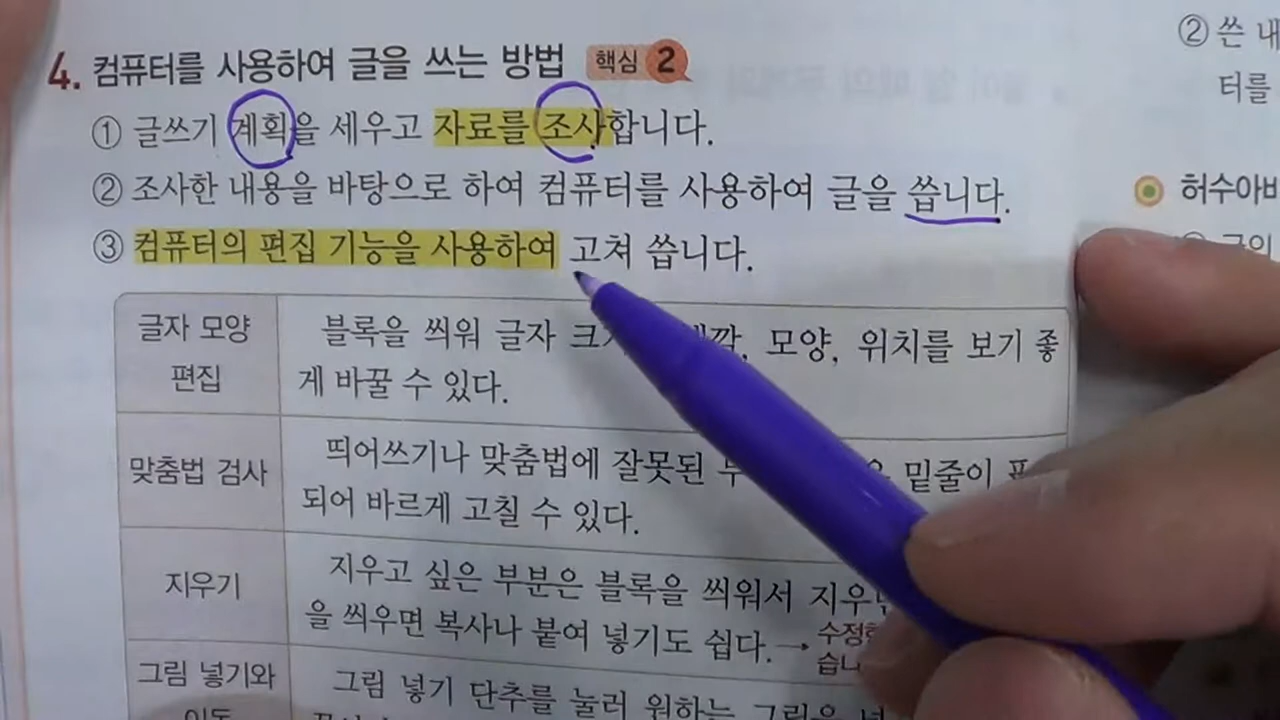 4. 컴퓨터를 사용하여 글을 쓰는 방법 핵심 2
① 글쓰기 계획을 세우고 자료를 조사합니다.
② 조사한 내용을 바탕으로 하여 컴퓨터를 사용하여 글을 씁니다.
③ 컴퓨터의 편집 기능을 사용하여 고쳐 씁니다.
글자 모양
편집
블록을 씌워 글자 모양, 위치를 보기 좋
게 바꿀 수 있다.
맞춤법 검사
띄어쓰기나 맞춤법에 잘못된 밑줄이
되어 바르게 고칠 수 있다.
지우기
지우고 싶은 부분은 블록을 씌워서
을 씌우면 복사나 붙여 넣기도 쉽다.→
그림 넣기와
그림 넣기 단추를 눌러 원하는 그림을
② 쓴
터를
허수아비